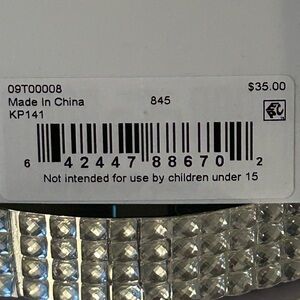 09T00008 $35.00
Made In China 845
KP141
6 42447 88670 2
Not intended for use by children under 15